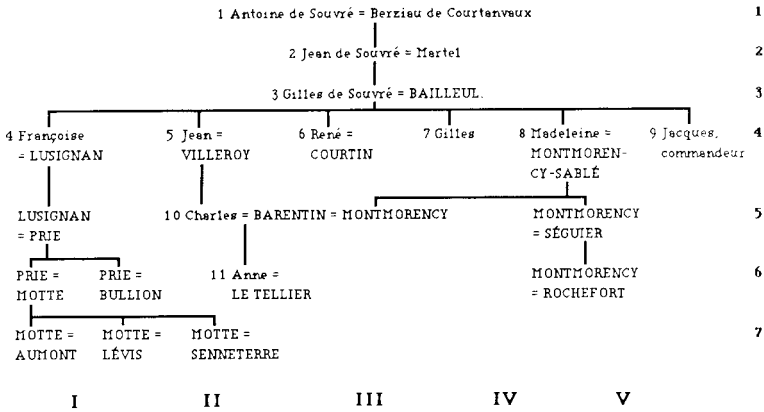 1 Antoine de Souvré = Berziau de Courtanvaux 1
2 Jean de Souvré = Martel 2
3 Gilles de Souvré = BAILLEUL. 3
4 Françoise 5 Jean = 6 René = 7 Gilles 8 Madeleine = 9 Jacques, 4
= LUSIGNAN VILLEROY COURTIN MONTMOREN- commandeur
CY-SABLÉ
LUSIGNAN 10 Charles = BARENTIN = MONTMORENCY MONTMORENCY 5
= PRIE = SÉGUIER
PRIE = PRIE = 11 Anne = MONTMORENCY 6
MOTTE BULLION LE TELLIER = ROCHEFORT
MOTTE = MOTTE = MOTTE = 7
AUMONT LÉVIS SENNETERRE
I II III IV V